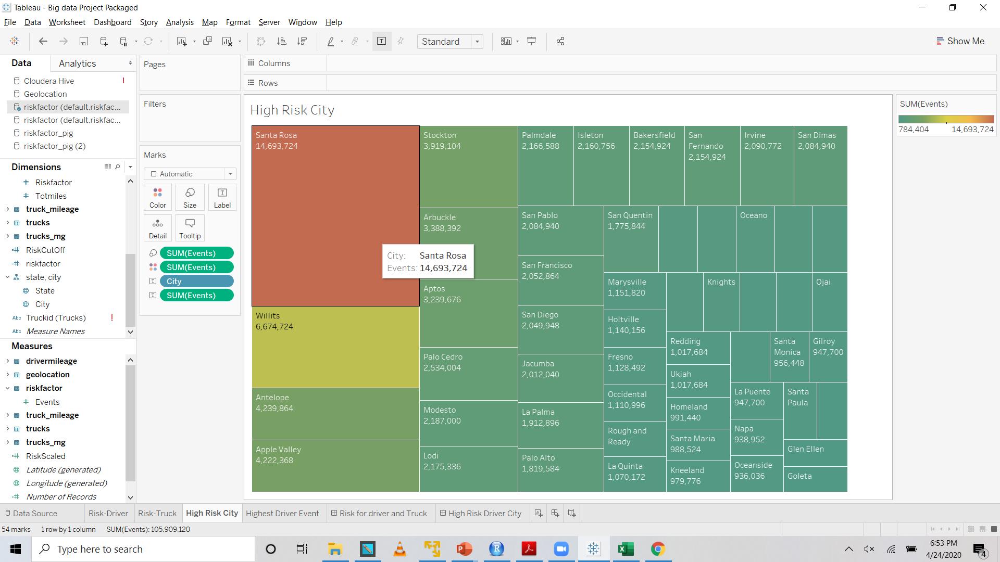 Tableau - Big data Project Packaged
File Data Worksheet Dashboard Story Analysis Map Format Server Window Help
Standard
Show Me
Data
Analytics
Cloudera Hive !
Geolocation
riskfactor (default.riskfac...
riskfactor (default.riskfac...
riskfactor_pig
riskfactor_pig (2)
Dimensions
Riskfactor
Totmiles
truck_mileage
trucks
trucks_mg
RiskCutOff
riskfactor
state, city
State
City
Abc Truckid (Trucks) !
Abc Measure Names
Measures
drivermileage
geolocation
riskfactor
Events
truck_mileage
trucks
trucks_mg
RiskScaled
Latitude (generated)
Longitude (generated)
Number of Records
Pages
Filters
Marks
Automatic
Color
Size
Label
Detail
Tooltip
SUM(Events)
SUM(Events)
City
SUM(Events)
Columns
Rows
High Risk City
Santa Rosa
14,693,724
Willits
6,674,724
Antelope
4,239,864
Apple Valley
4,222,368
Stockton
3,919,104
Arbuckle
3,388,392
City: Santa Rosa
Events: 14,693,724
Aptos
3,239,676
Palo Cedro
2,534,004
Modesto
2,187,000
Lodi
2,175,336
Palmdale
2,166,588
Isleton
2,160,756
Bakersfield
2,154,924
San
Fernando
2,154,924
Irvine
2,090,772
San Dimas
2,084,940
San Pablo
2,084,940
San Francisco
2,052,864
San Diego
2,049,948
Jacumba
2,012,040
La Palma
1,912,896
Palo Alto
1,819,584
San Quentin
1,775,844
Oceano
Marysville
1,151,820
Knights
Ojai
Holtville
1,140,156
Fresno
1,128,492
Occidental
1,110,996
Rough and
Ready
La Quinta
1,070,172
Redding
1,017,684
Ukiah
1,017,684
Homeland
991,440
Santa Maria
988,524
Kneeland
979,776
Santa
Monica
956,448
Gilroy
947,700
La Puente
947,700
Napa
938,952
Oceanside
936,036
Santa
Paula
Glen Ellen
Goleta
SUM(Events)
784,404 14,693,724
Data Source
Risk-Driver
Risk-Truck
High Risk City
Highest Driver Event
Risk for driver and Truck
High Risk Driver City
54 marks 1 row by 1 column SUM(Events): 105,909,120
Type here to search
6:53 PM
4/24/2020
4